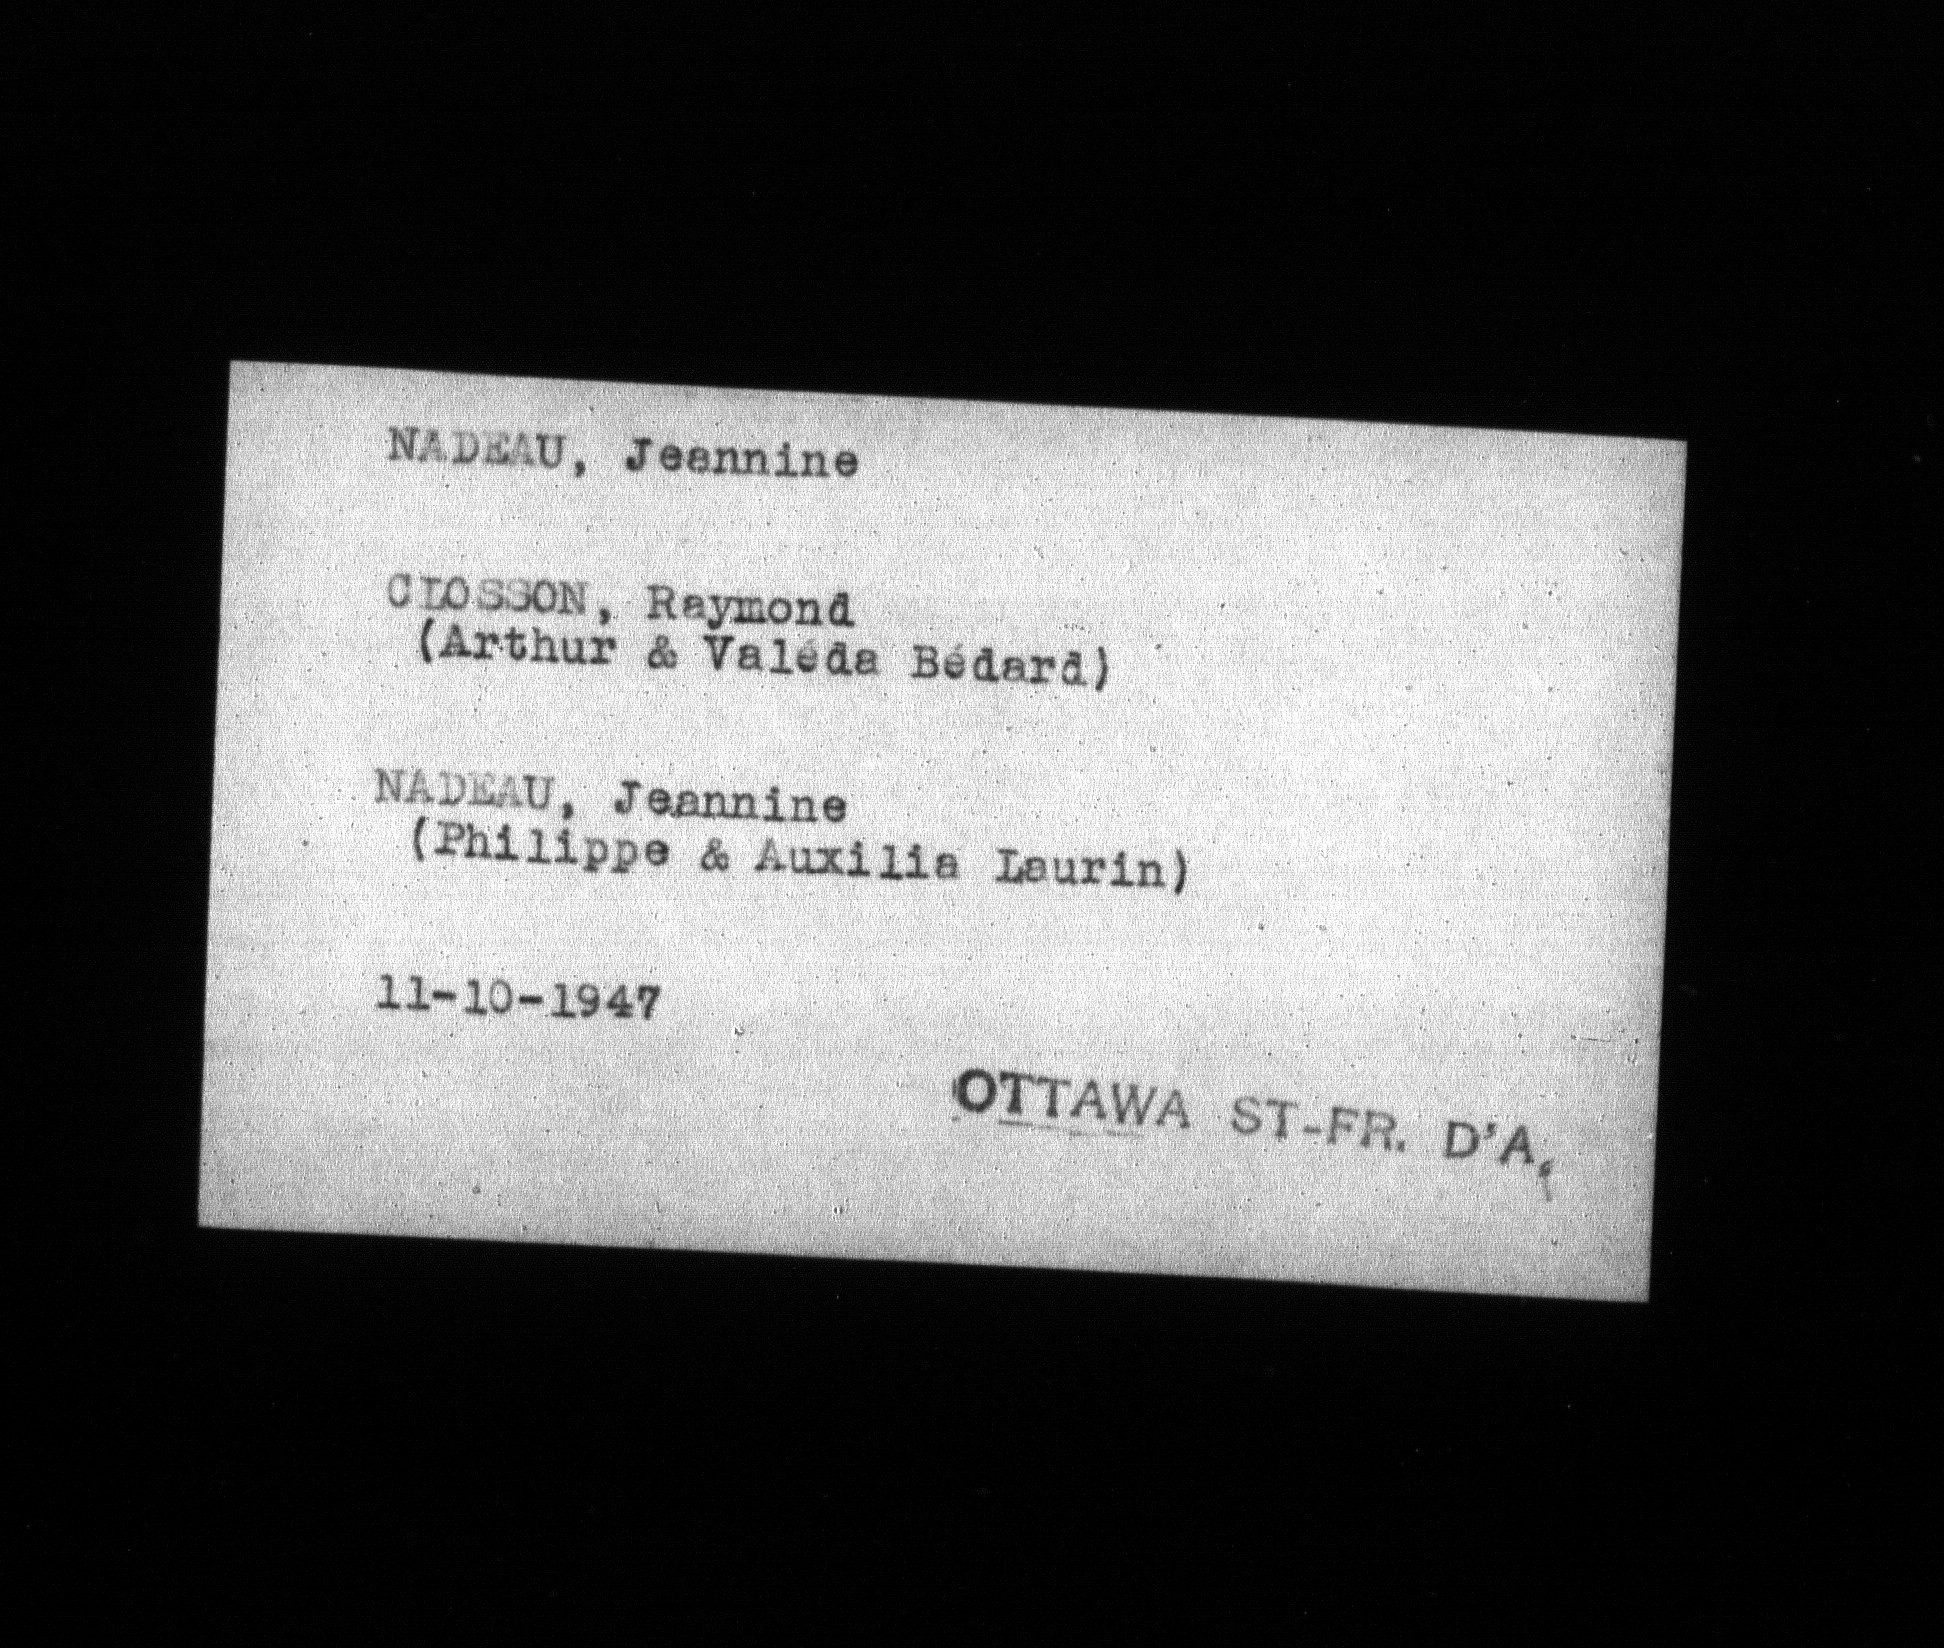 NADEAU, Jeannine
CLOSSON, Raymond
(Arthur & Valéda Bédard)
NADEAU, Jeannine
(Philippe & Auxilia Laurin)
11-10-1947
OTTAWA ST-FR. D'A.